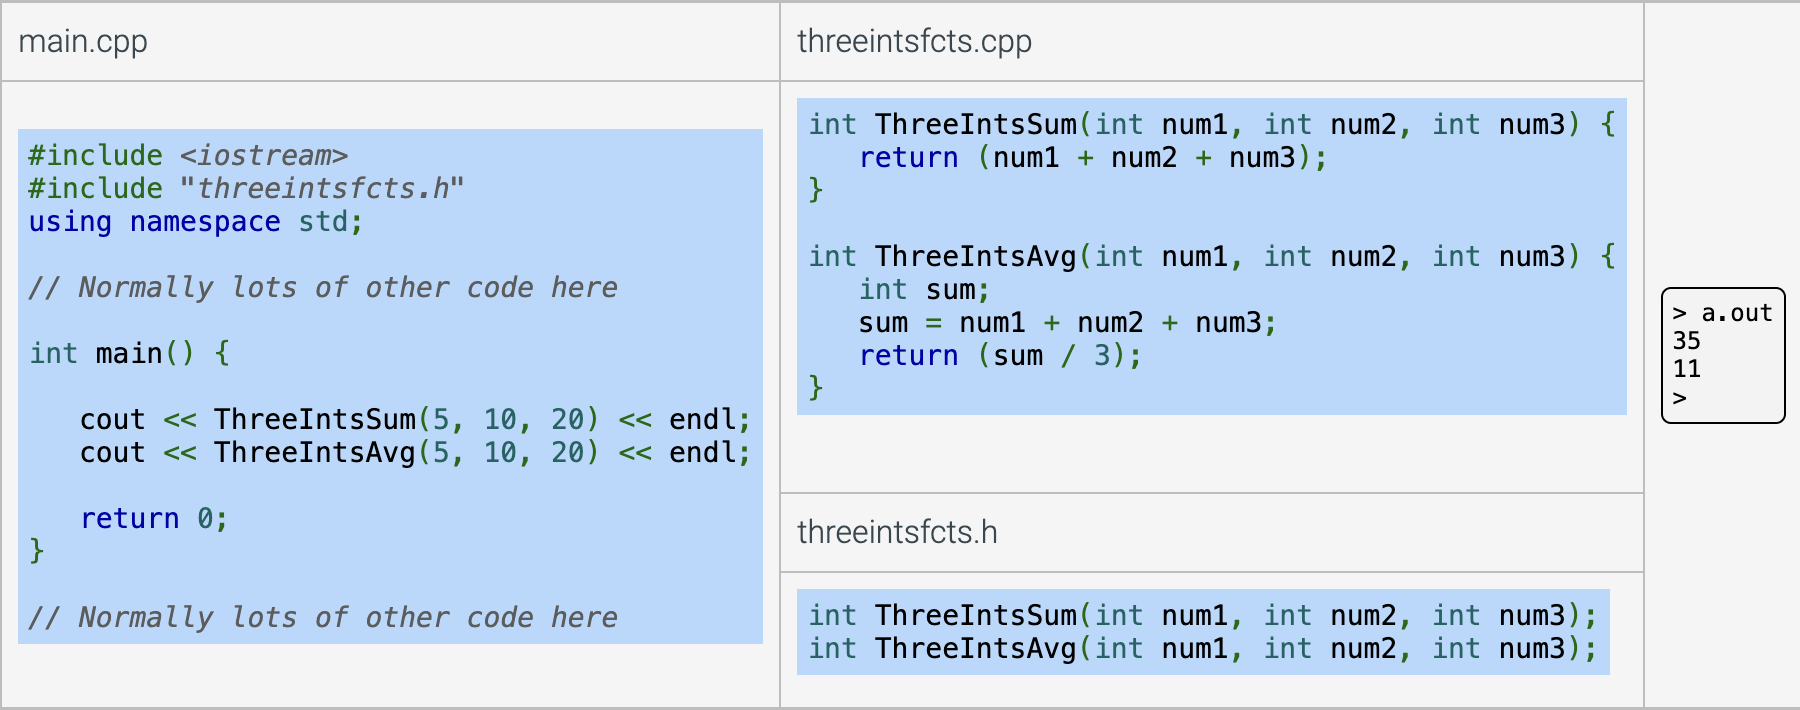 main.cpp
#include <iostream>
#include "threeintsfcts.h"
using namespace std;
// Normally lots of other code here
int main() {
cout << ThreeIntsSum(5, 10, 20) << endl;
cout << ThreeIntsAvg(5, 10, 20) << endl;
return 0;
}
// Normally lots of other code here
threeintsfcts.cpp
int ThreeIntsSum(int num1, int num2, int num3) {
return (num1 + num2 + num3);
}
int ThreeIntsAvg(int num1, int num2, int num3) {
int sum;
sum = num1 + num2 + num3;
return (sum / 3);
}
threeintsfcts.h
int ThreeIntsSum(int num1, int num2, int num3);
int ThreeIntsAvg(int num1, int num2, int num3);
> a.out
35
11
>